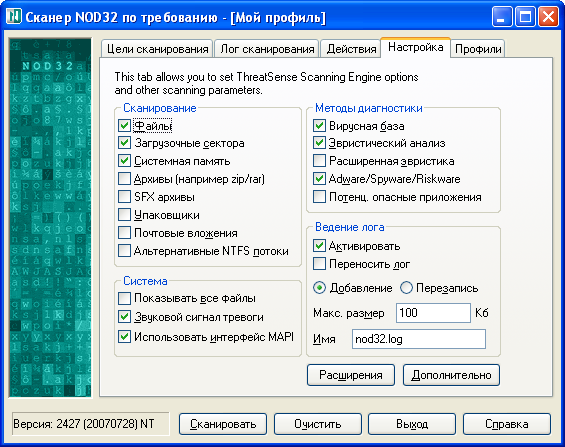 Сканер NOD32 по требованию - [Мой профиль]
NOD32
Цели сканирования
Лог сканирования
Действия
Настройка
Профили
This tab allows you to set ThreatSense Scanning Engine options
and other scanning parameters.
Сканирование
Файлы
Загрузочные сектора
Системная память
Архивы (например zip/rar)
SFX архивы
Упаковщики
Почтовые вложения
Альтернативные NTFS потоки
Система
Показывать все файлы
Звуковой сигнал тревоги
Использовать интерфейс MAPI
Методы диагностики
Вирусная база
Эвристический анализ
Расширенная эвристика
Adware/Spyware/Riskware
Потенц. опасные приложения
Ведение лога
Активировать
Переносить лог
Добавление
Перезапись
Макс. размер 100 Кб
Имя nod32.log
Расширения
Дополнительно
Версия: 2427 (20070728) NT
Сканировать
Очистить
Выход
Справка